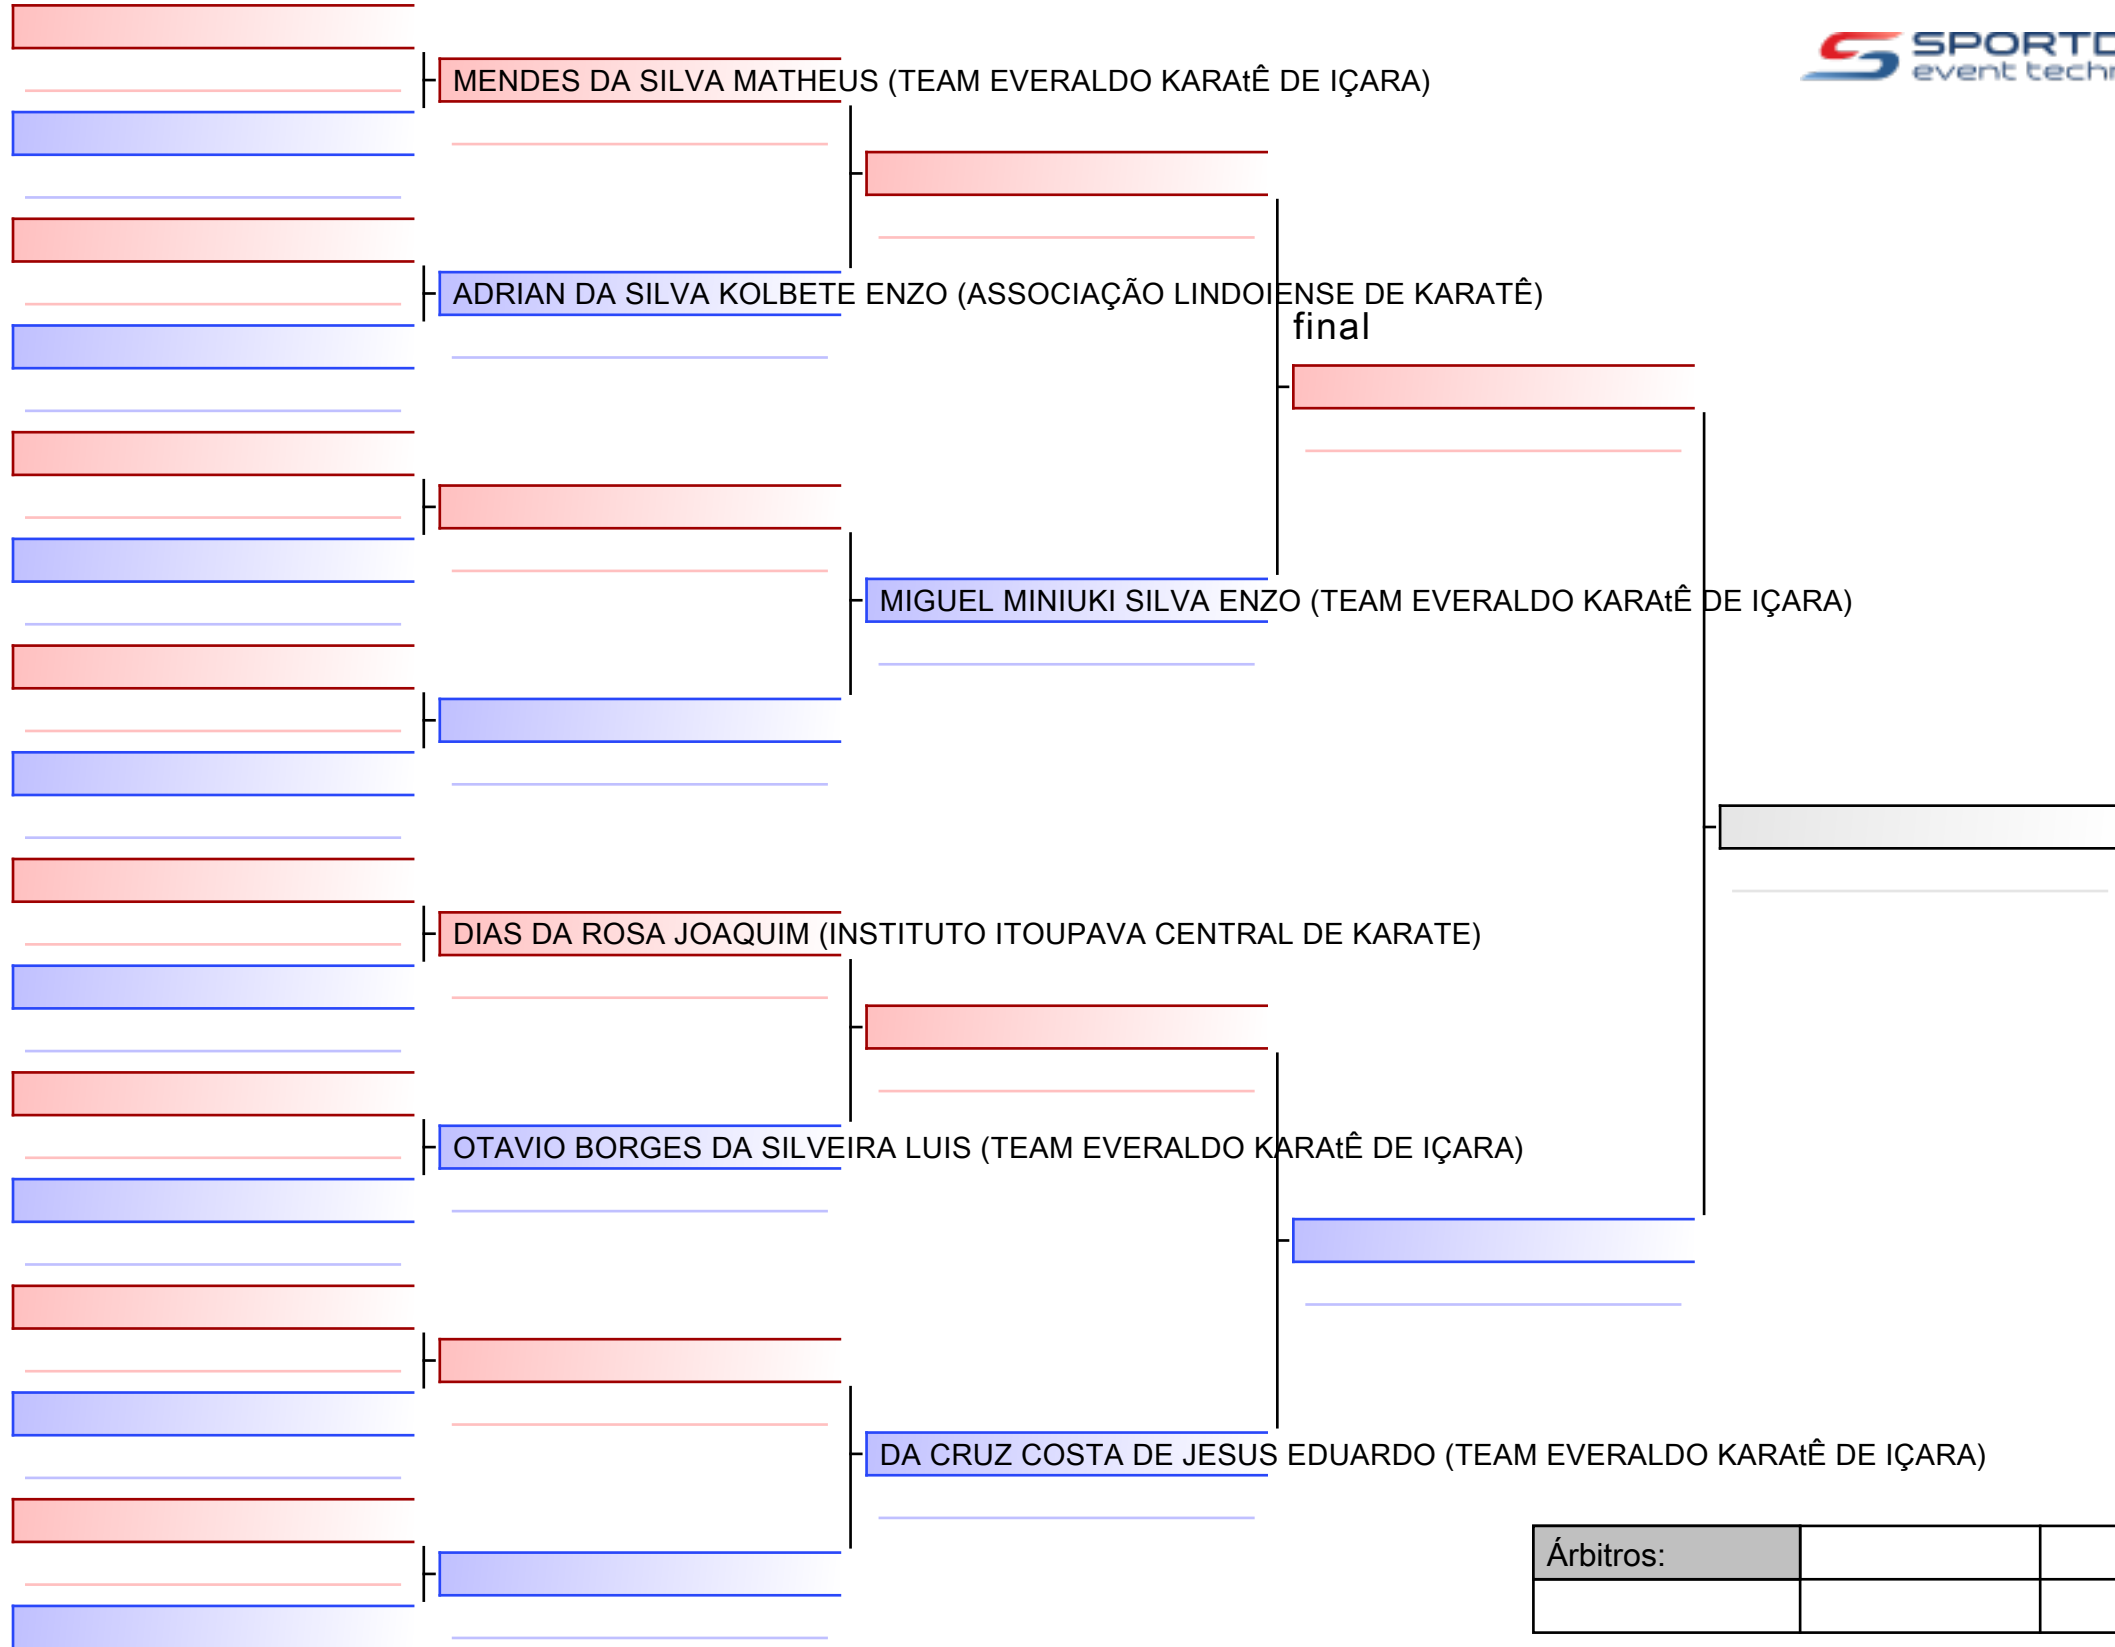 SPORTD
event techn
MENDES DA SILVA MATHEUS (TEAM EVERALDO KARAtÊ DE IÇARA)
ADRIAN DA SILVA KOLBETE ENZO (ASSOCIAÇÃO LINDOIENSE DE KARATÊ)
final
MIGUEL MINIUKI SILVA ENZO (TEAM EVERALDO KARAtÊ DE IÇARA)
DIAS DA ROSA JOAQUIM (INSTITUTO ITOUPAVA CENTRAL DE KARATE)
OTAVIO BORGES DA SILVEIRA LUIS (TEAM EVERALDO KARAtÊ DE IÇARA)
DA CRUZ COSTA DE JESUS EDUARDO (TEAM EVERALDO KARAtÊ DE IÇARA)
Árbitros: